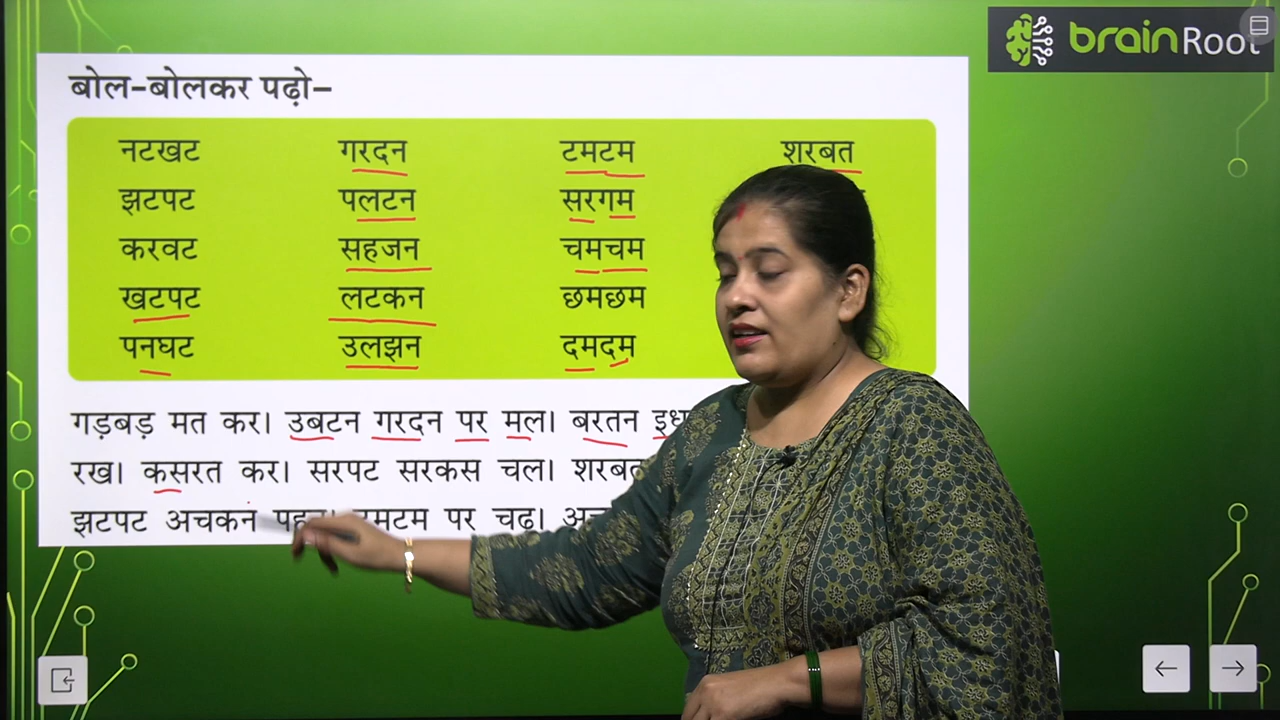 brainRoot
बोल-बोलकर पढ़ो-
नटखट गरदन टमटम शरबत
झटपट पलटन सरगम
करवट सहजन चमचम
खटपट लटकन छमछम
पनघट उलझन दमदम
गड़बड़ मत कर। उबटन गरदन पर मल। बरतन
रख। कसरत कर। सरपट सरकस चल।
झटपट अचकन पर चढ़।